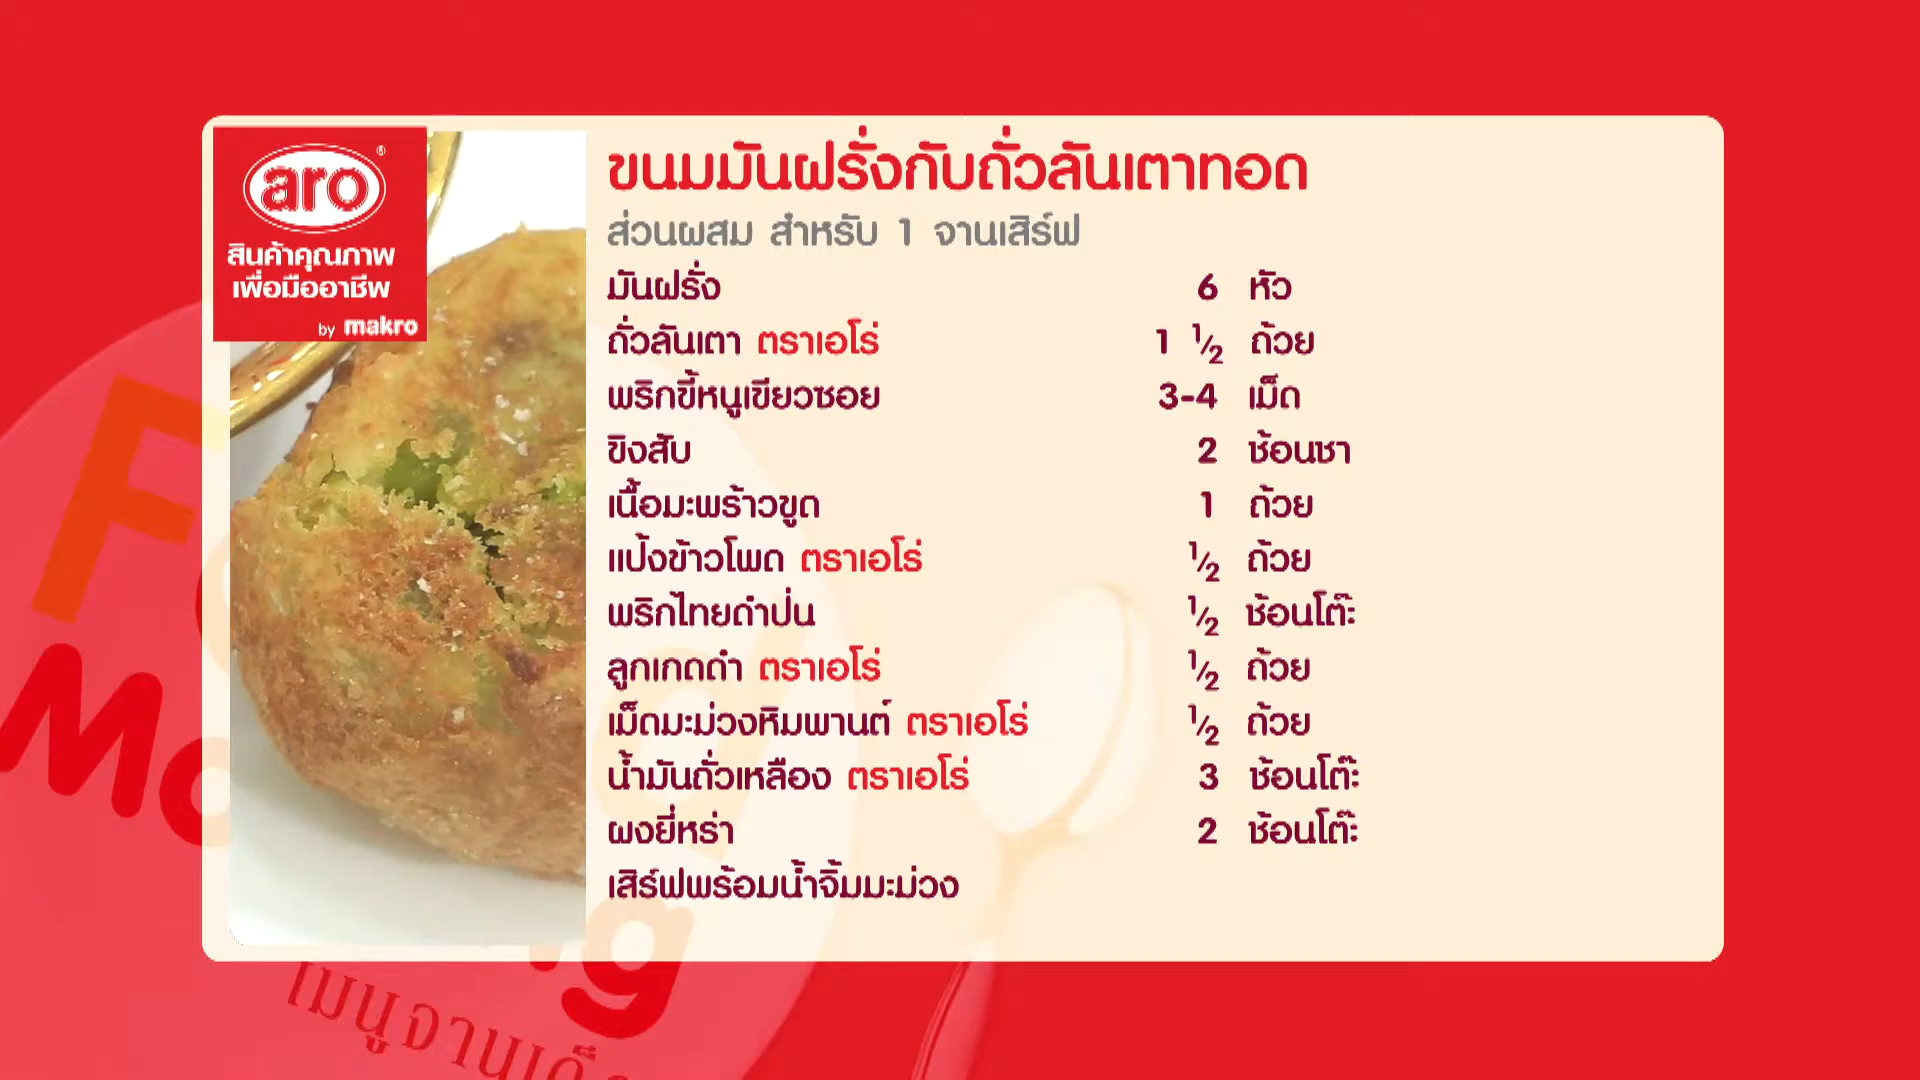 aro
สินค้าคุณภาพ
เพื่อมืออาชีพ
by makro
ขนมมันฝรั่งกับถั่วลันเตาทอด
ส่วนผสม สำหรับ 1 จานเสิร์ฟ
มันฝรั่ง 6 หัว
ถั่วลันเตา ตราเอโร่ 1 ½ ถ้วย
พริกขี้หนูเขียวซอย 3-4 เม็ด
ขิงสับ 2 ช้อนชา
เนื้อมะพร้าวขูด 1 ถ้วย
แป้งข้าวโพด ตราเอโร่ ½ ถ้วย
พริกไทยดำป่น ½ ช้อนโต๊ะ
ลูกเกดดำ ตราเอโร่ ½ ถ้วย
เม็ดมะม่วงหิมพานต์ ตราเอโร่ ½ ถ้วย
น้ำมันถั่วเหลือง ตราเอโร่ 3 ช้อนโต๊ะ
ผงยี่หร่า 2 ช้อนโต๊ะ
เสิร์ฟพร้อมน้ำจิ้มมะม่วง